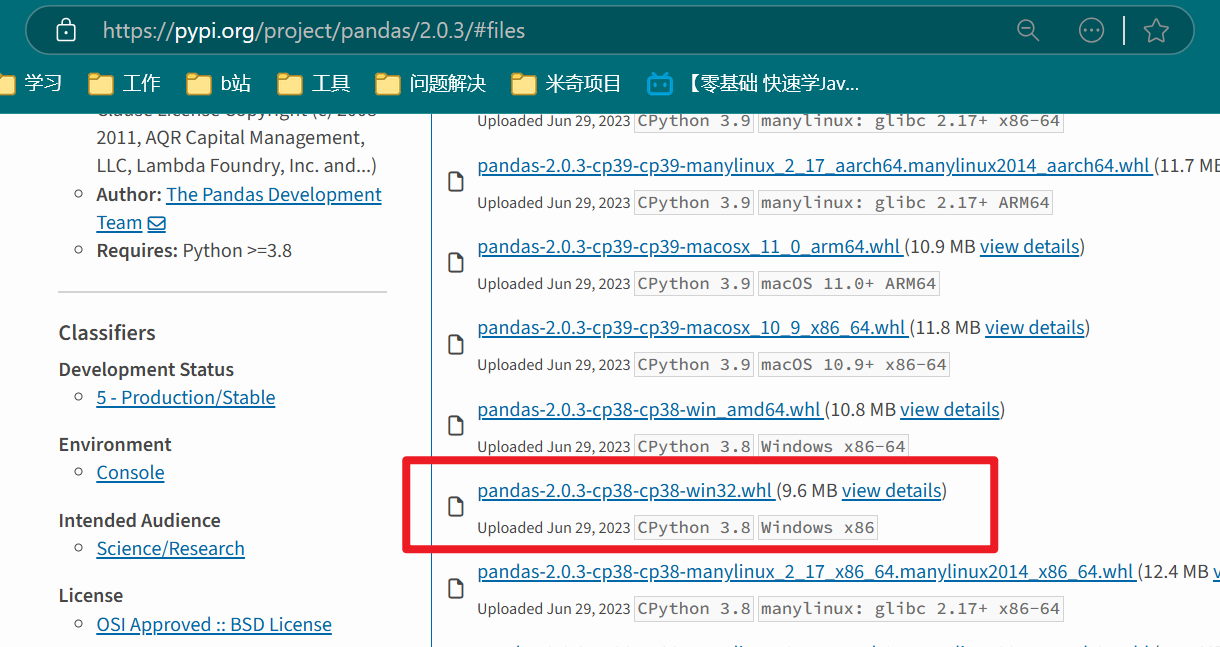 https://pypi.org/project/pandas/2.0.3/#files
学习 工作 b站 工具 问题解决 米奇项目 【零基础 快速学Jav...
2011, AQR Capital Management,
LLC, Lambda Foundry, Inc. and...)
Author: The Pandas Development
Team
Requires: Python >=3.8
Classifiers
Development Status
5 - Production/Stable
Environment
Console
Intended Audience
Science/Research
License
OSI Approved :: BSD License
Uploaded Jun 29, 2023 CPython 3.9 manylinux: glibc 2.17+ x86-64
pandas-2.0.3-cp39-cp39-manylinux_2_17_aarch64.manylinux2014_aarch64.whl (11.7 MB
Uploaded Jun 29, 2023 CPython 3.9 manylinux: glibc 2.17+ ARM64
pandas-2.0.3-cp39-cp39-macosx_11_0_arm64.whl (10.9 MB view details)
Uploaded Jun 29, 2023 CPython 3.9 macOS 11.0+ ARM64
pandas-2.0.3-cp39-cp39-macosx_10_9_x86_64.whl (11.8 MB view details)
Uploaded Jun 29, 2023 CPython 3.9 macOS 10.9+ x86-64
pandas-2.0.3-cp38-cp38-win_amd64.whl (10.8 MB view details)
Uploaded Jun 29, 2023 CPython 3.8 Windows x86-64
pandas-2.0.3-cp38-cp38-win32.whl (9.6 MB view details)
Uploaded Jun 29, 2023 CPython 3.8 Windows x86
pandas-2.0.3-cp38-cp38-manylinux_2_17_x86_64.manylinux2014_x86_64.whl (12.4 MB v
Uploaded Jun 29, 2023 CPython 3.8 manylinux: glibc 2.17+ x86-64